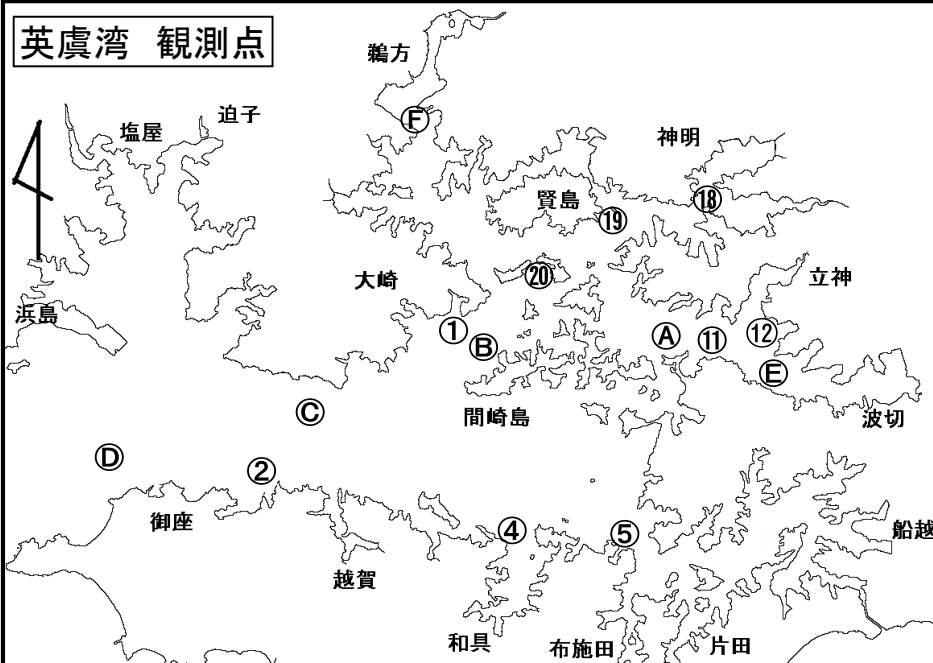 英虞湾 観測点
鵜方
Ⓕ
迫子
塩屋
神明
⑱
賢島
⑲
⑳
大崎
立神
浜島
①
Ⓑ
Ⓐ
⑪
⑫
Ⓔ
間崎島
波切
Ⓒ
Ⓓ
②
御座
④
⑤
船越
越賀
和具
布施田
片田